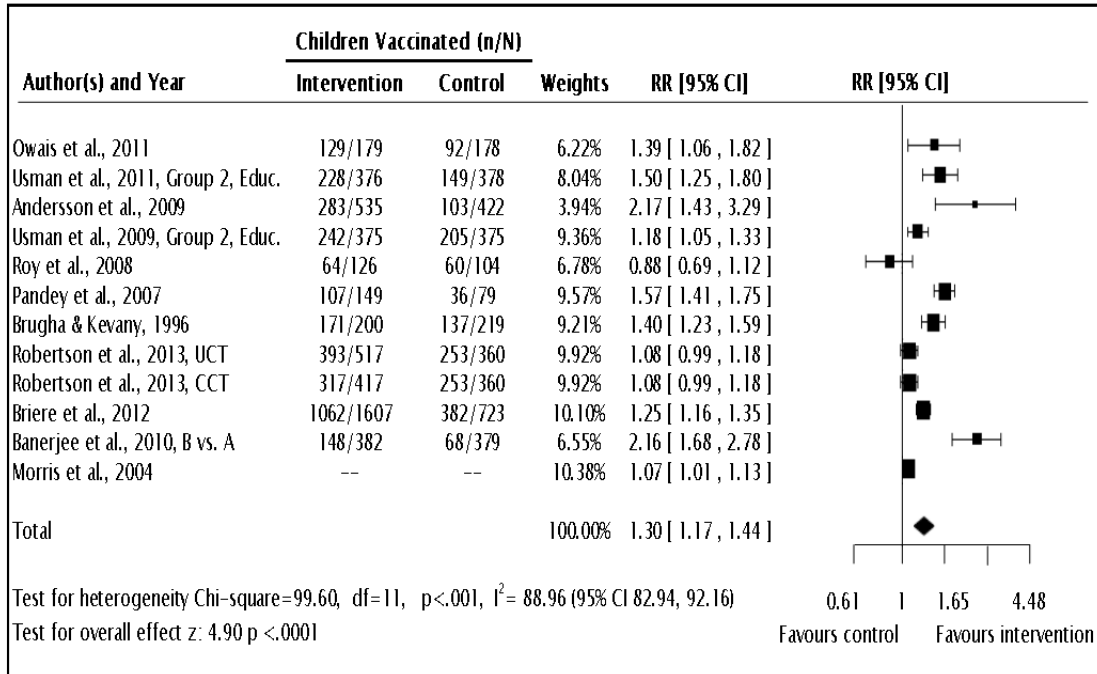 Children Vaccinated (n/N)
Author(s) and Year Intervention Control Weights RR [95% CI] RR [95% CI]
Owais et al., 2011 129/179 92/178 6.22% 1.39 [ 1.06 , 1.82 ]
Usman et al., 2011, Group 2, Educ. 228/376 149/378 8.04% 1.50 [ 1.25 , 1.80 ]
Andersson et al., 2009 283/535 103/422 3.94% 2.17 [ 1.43 , 3.29 ]
Usman et al., 2009, Group 2, Educ. 242/375 205/375 9.36% 1.18 [ 1.05 , 1.33 ]
Roy et al., 2008 64/126 60/104 6.78% 0.88 [ 0.69 , 1.12 ]
Pandey et al., 2007 107/149 36/79 9.57% 1.57 [ 1.41 , 1.75 ]
Brugha & Kevany, 1996 171/200 137/219 9.21% 1.40 [ 1.23 , 1.59 ]
Robertson et al., 2013, UCT 393/517 253/360 9.92% 1.08 [ 0.99 , 1.18 ]
Robertson et al., 2013, CCT 317/417 253/360 9.92% 1.08 [ 0.99 , 1.18 ]
Briere et al., 2012 1062/1607 382/723 10.10% 1.25 [ 1.16 , 1.35 ]
Banerjee et al., 2010, B vs. A 148/382 68/379 6.55% 2.16 [ 1.68 , 2.78 ]
Morris et al., 2004 -- -- 10.38% 1.07 [ 1.01 , 1.13 ]
Total 100.00% 1.30 [ 1.17 , 1.44 ]
Test for heterogeneity Chi-square=99.60, df=11, p<.001, I²= 88.96 (95% CI 82.94, 92.16)
0.61 1 1.65 4.48
Test for overall effect z: 4.90 p <.0001
Favours control Favours intervention